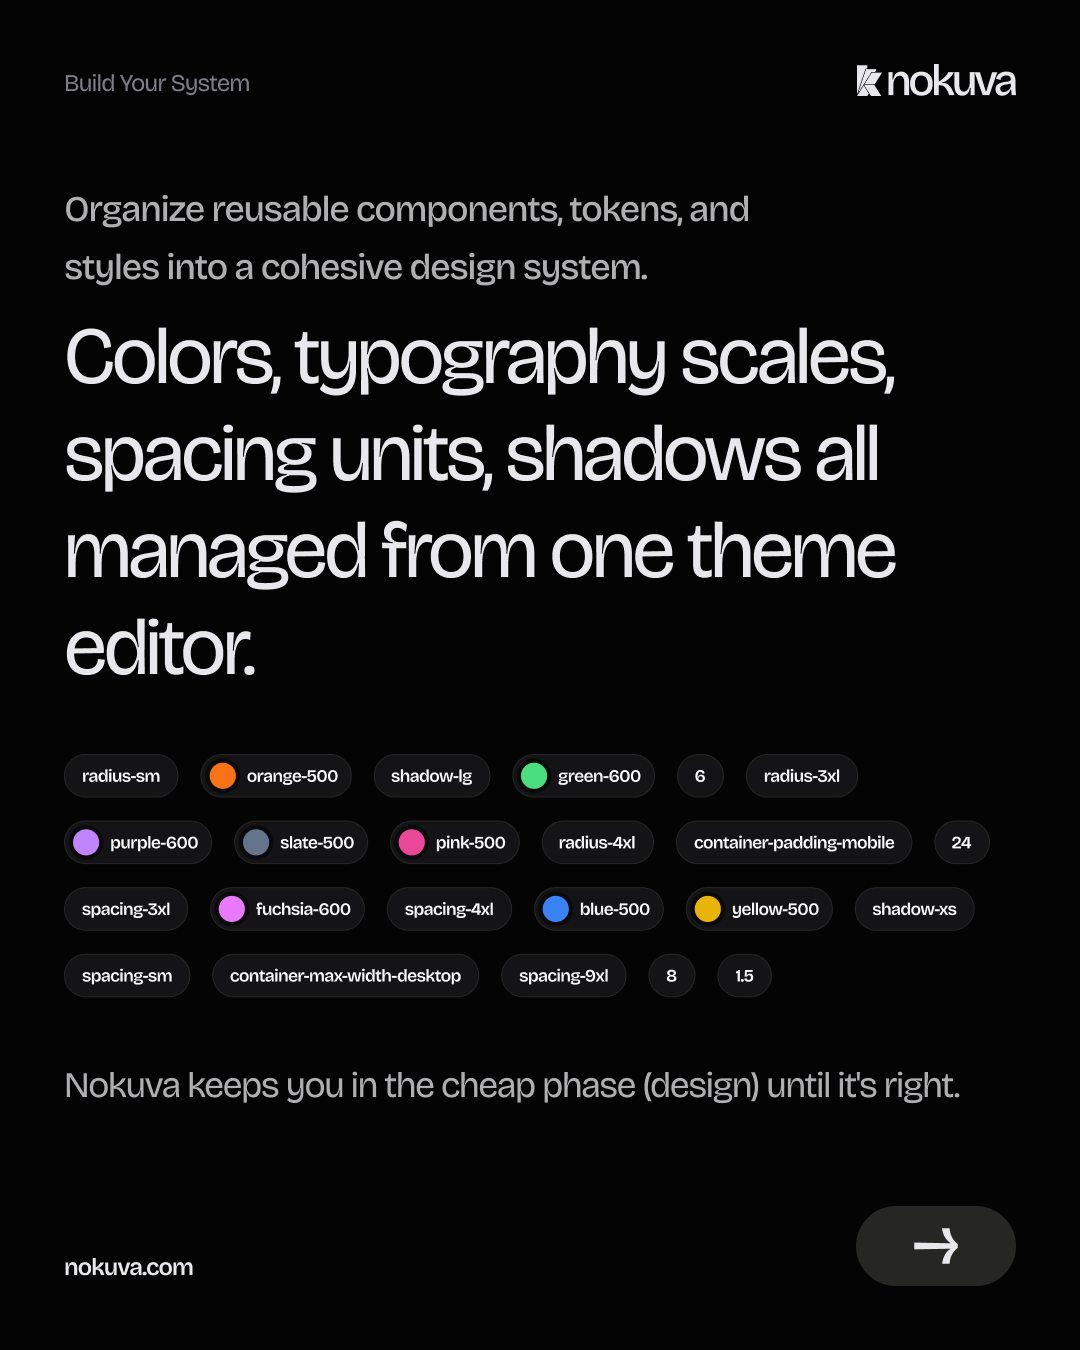 Build Your System
nokuva
Organize reusable components, tokens, and
styles into a cohesive design system.
Colors, typography scales,
spacing units, shadows all
managed from one theme
editor.
radius-sm
orange-500
shadow-lg
green-600
6
radius-3xl
purple-600
slate-500
pink-500
radius-4xl
container-padding-mobile
24
spacing-3xl
fuchsia-600
spacing-4xl
blue-500
yellow-500
shadow-xs
spacing-sm
container-max-width-desktop
spacing-9xl
8
1.5
Nokuva keeps you in the cheap phase (design) until it's right.
nokuva.com